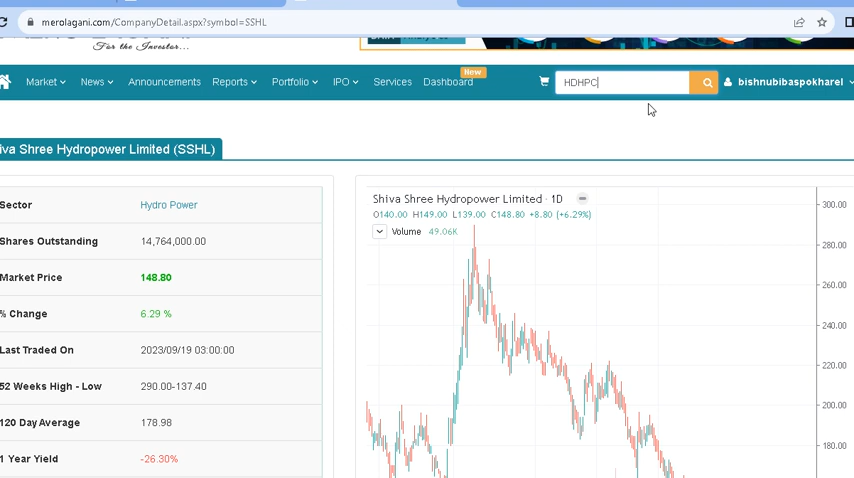 merolagani.com/CompanyDetail.aspx?symbol=SSHL
For the Investor...
New
Market News Announcements Reports Portfolio IPO Services Dashboard HDHPC bishnubibaspokharel
iva Shree Hydropower Limited (SSHL)
Sector Hydro Power
Shares Outstanding 14,764,000.00
Market Price 148.80
% Change 6.29 %
Last Traded On 2023/09/19 03:00:00
52 Weeks High - Low 290.00-137.40
120 Day Average 178.98
1 Year Yield -26.30%
Shiva Shree Hydropower Limited · 1D
O140.00 H149.00 L139.00 C148.80 +8.80 (+6.29%)
Volume 49.06K
300.00
280.00
260.00
240.00
220.00
200.00
180.00